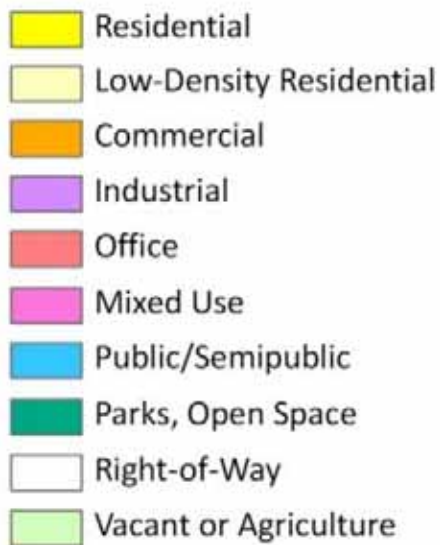 Residential
Low-Density Residential
Commercial
Industrial
Office
Mixed Use
Public/Semipublic
Parks, Open Space
Right-of-Way
Vacant or Agriculture